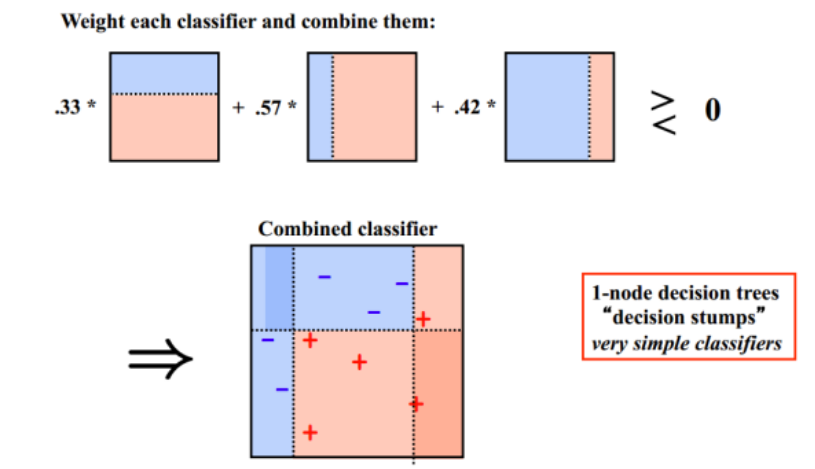 Weight each classifier and combine them:
.33 * + .57 * + .42 * ≷ 0
Combined classifier
1-node decision trees
“decision stumps”
very simple classifiers
⇒
− − −
+
− +
+
− +
+